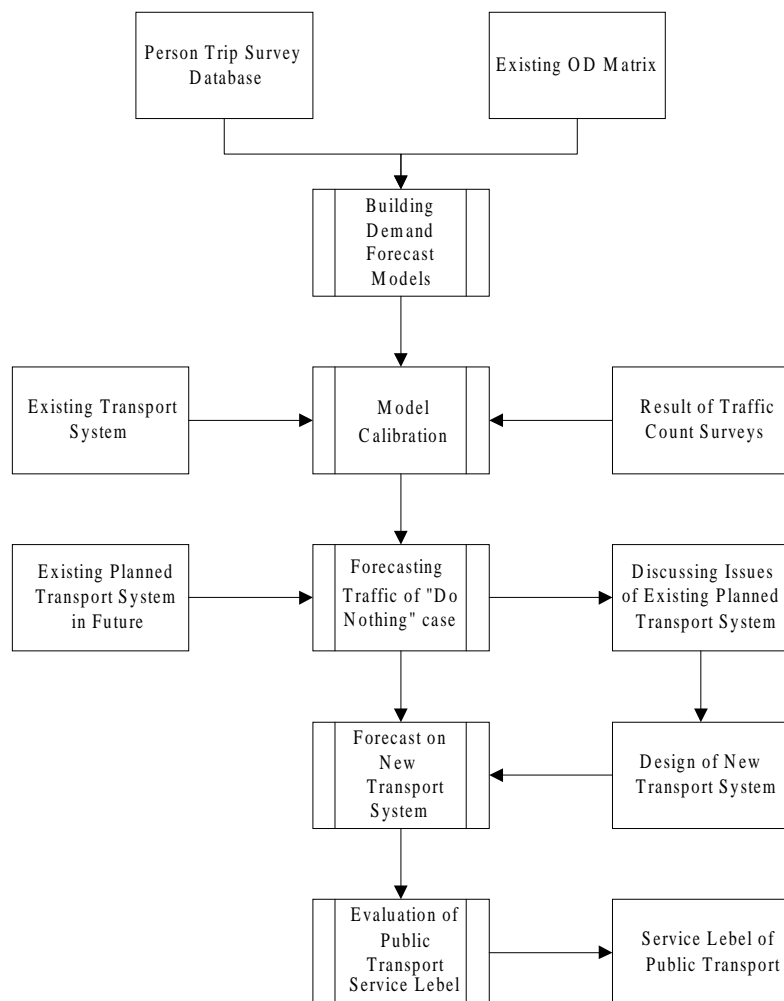 Person Trip Survey
Database
Existing OD Matrix
Building
Demand
Forecast
Models
Existing Transport
System
Model
Calibration
Result of Traffic
Count Surveys
Existing Planned
Transport System
in Future
Forecasting
Traffic of "Do
Nothing" case
Discussing Issues
of Existing Planned
Transport System
Forecast on
New
Transport
System
Design of New
Transport System
Evaluation of
Public
Transport
Service Lebel
Service Lebel of
Public Transport